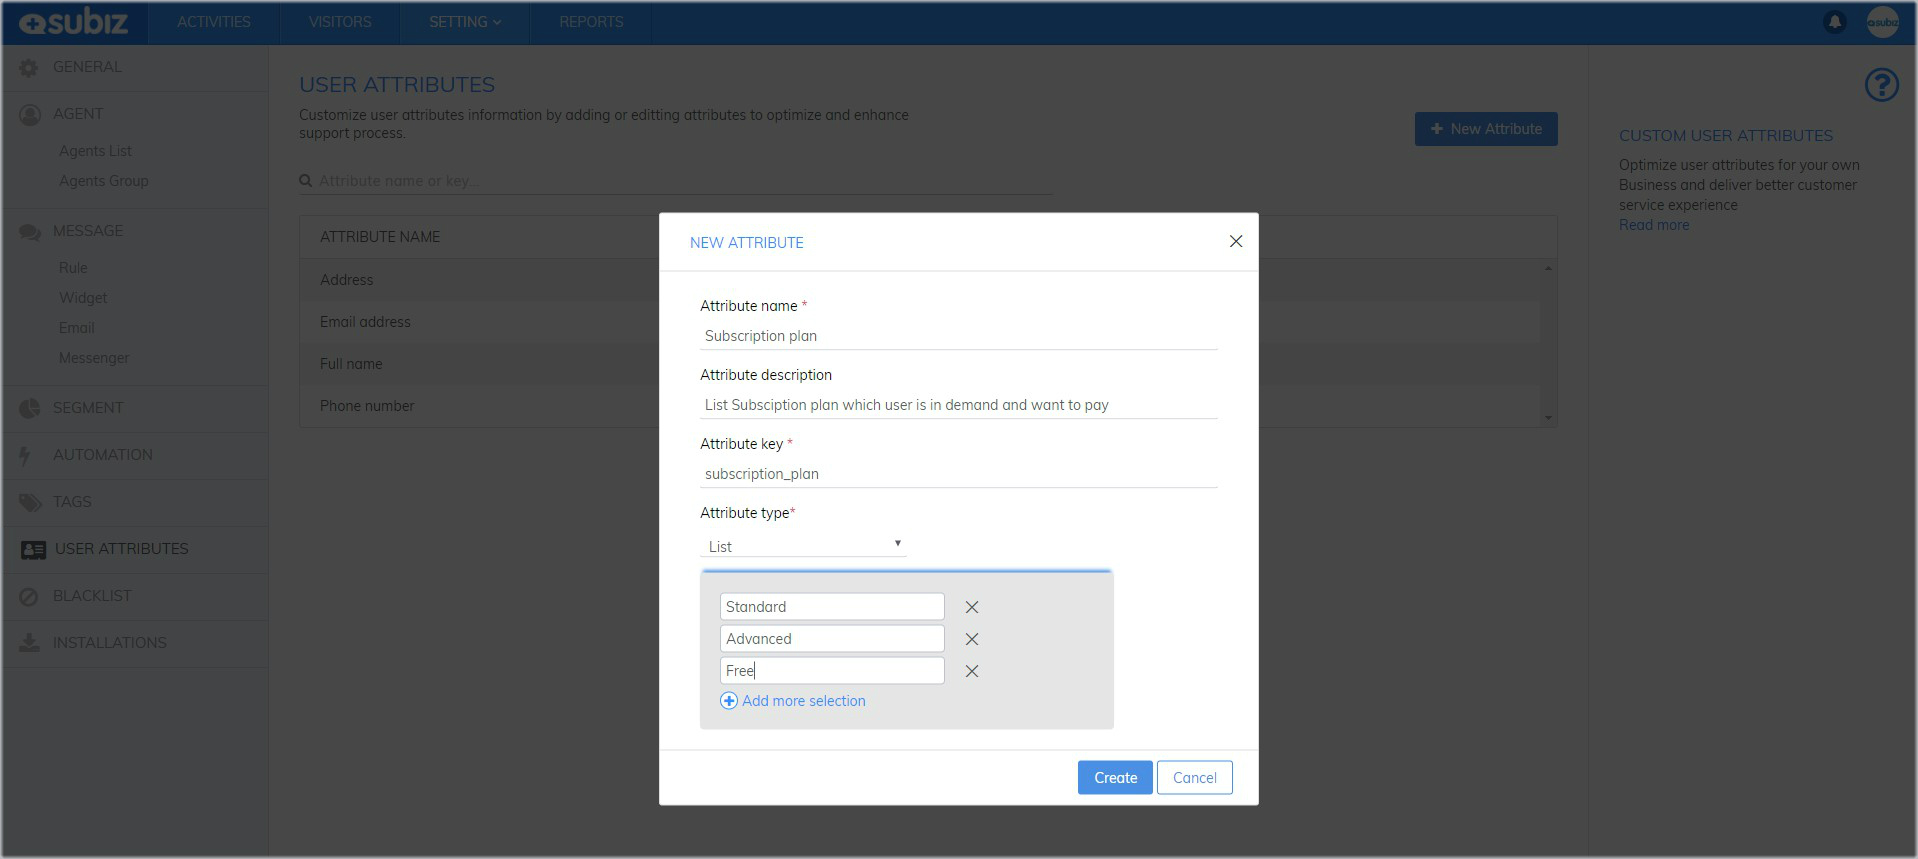 subiz
ACTIVITIES
VISITORS
SETTING
REPORTS
subiz
GENERAL
AGENT
Agents List
Agents Group
MESSAGE
Rule
Widget
Email
Messenger
SEGMENT
AUTOMATION
TAGS
USER ATTRIBUTES
BLACKLIST
INSTALLATIONS
USER ATTRIBUTES
Customize user attributes information by adding or editting attributes to optimize and enhance
support process.
New Attribute
Attribute name or key...
ATTRIBUTE NAME
Address
Email address
Full name
Phone number
CUSTOM USER ATTRIBUTES
Optimize user attributes for your own
Business and deliver better customer
service experience
Read more
NEW ATTRIBUTE
Attribute name *
Subscription plan
Attribute description
List Subsciption plan which user is in demand and want to pay
Attribute key *
subscription_plan
Attribute type*
List
Standard
Advanced
Free
Add more selection
Create
Cancel